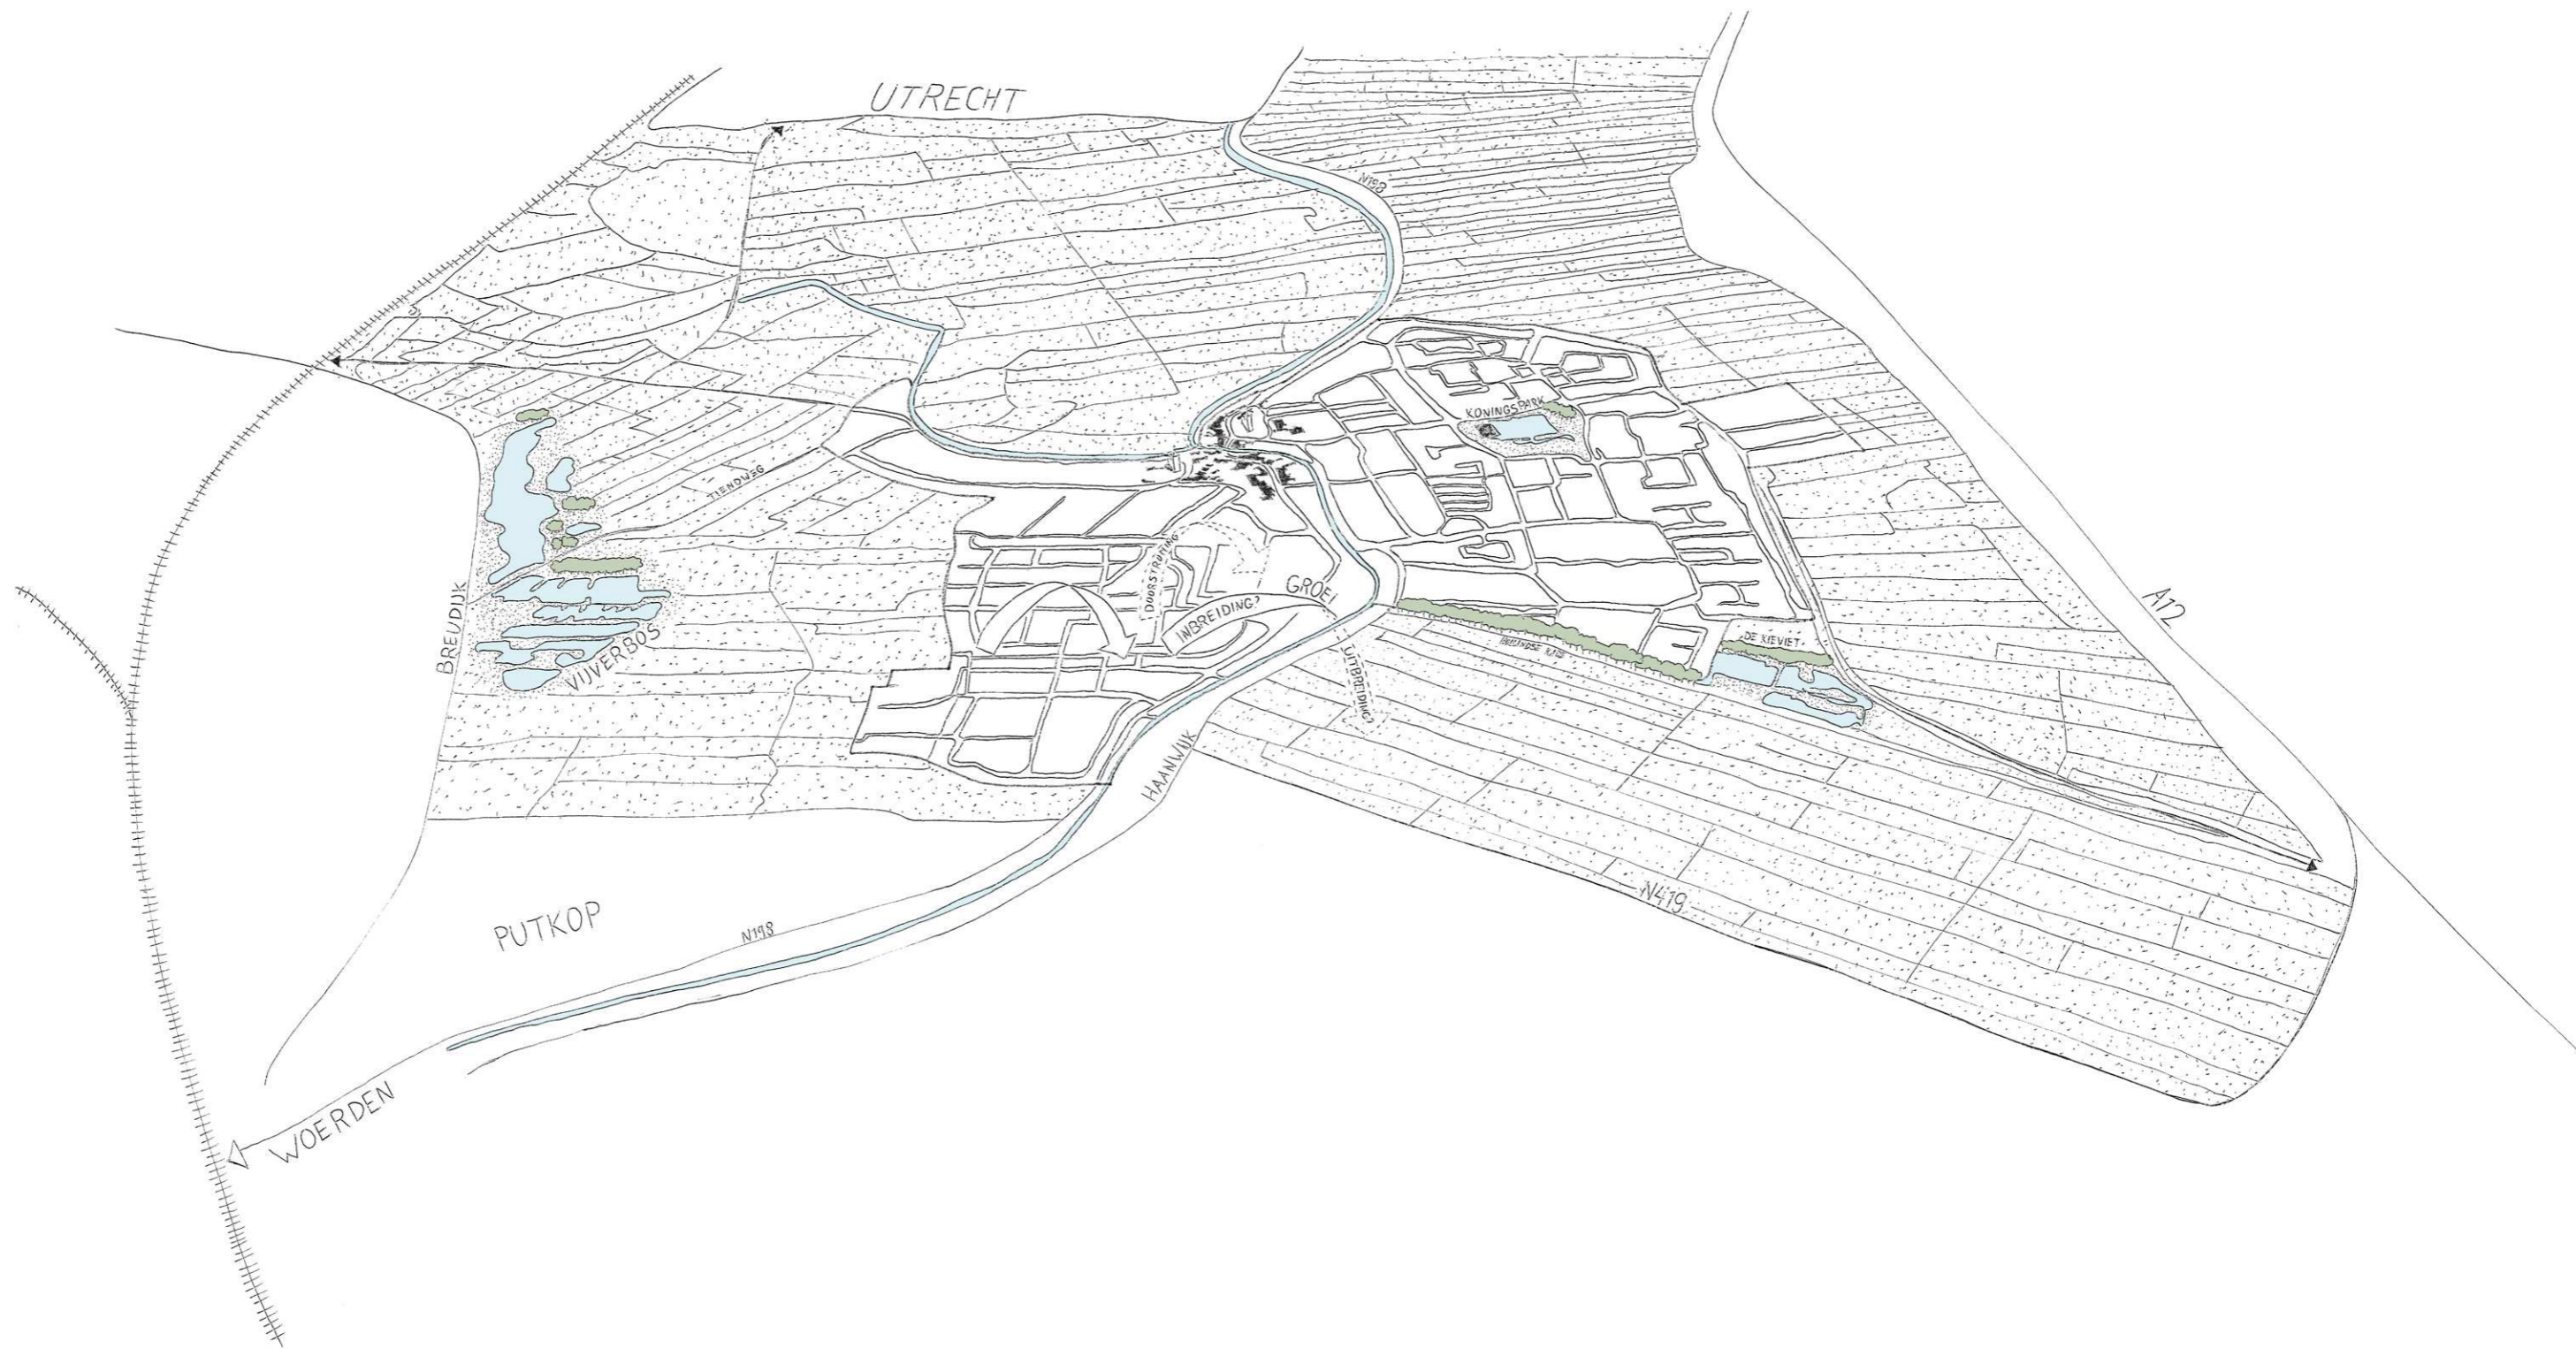 UTRECHT
N198
KONINGSPARK
TIENDWEG
DOORSTROMING
GROEI
INBREIDING?
A12
BREUDIJK
VIJVERBOS
DE KIEVIET
UITBREIDING?
HAANWIJK
N419
PUTKOP
N198
WOERDEN